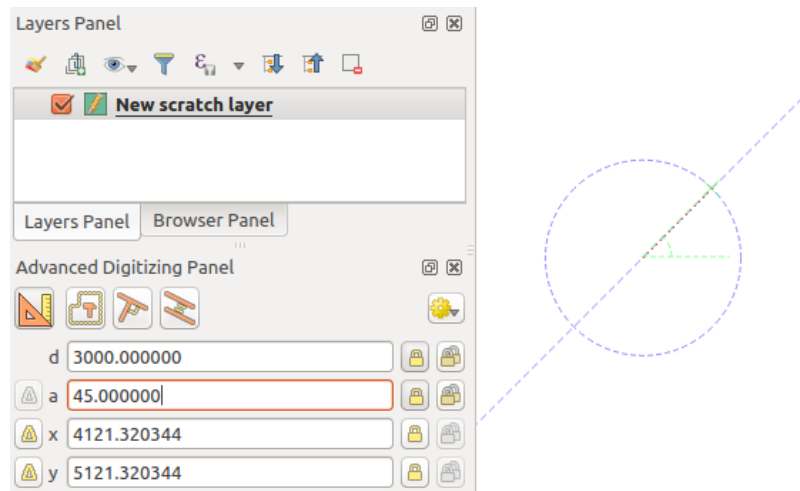 Layers Panel
New scratch layer
Layers Panel Browser Panel
Advanced Digitizing Panel
d 3000.000000
a 45.000000
x 4121.320344
y 5121.320344